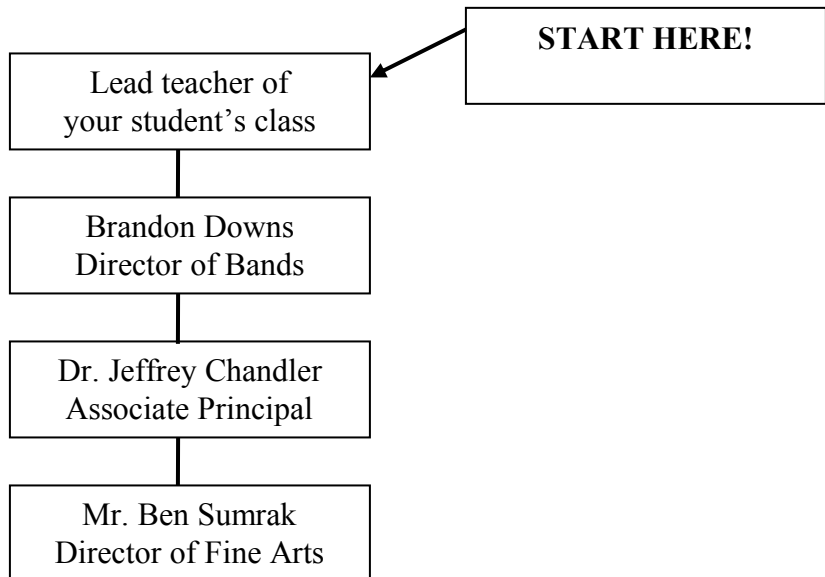 START HERE!
Lead teacher of
your student’s class
Brandon Downs
Director of Bands
Dr. Jeffrey Chandler
Associate Principal
Mr. Ben Sumrak
Director of Fine Arts